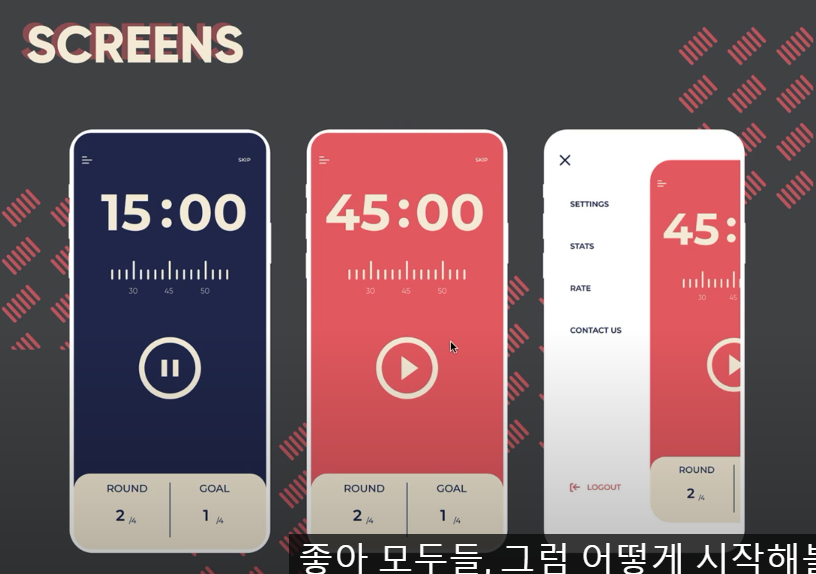 SCREENS
SKIP
15:00
30 45 50
ROUND GOAL
2 /4 1 /4
SKIP
45:00
30 45 50
ROUND GOAL
2 /4 1 /4
SETTINGS
STATS
RATE
CONTACT US
LOGOUT
45:
30 45
ROUND
2 /4
좋아 모두들, 그럼 어떻게 시작해